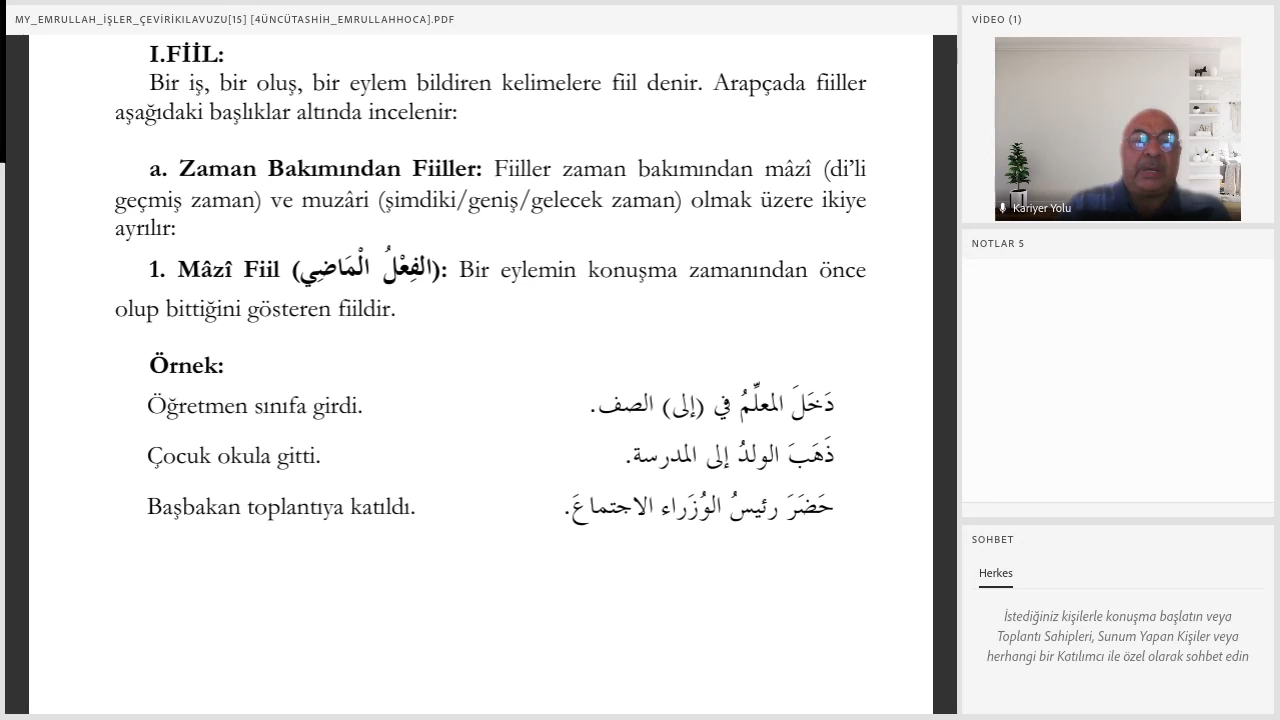 MY_EMRULLAH_İŞLER_ÇEVİRİKILAVUZU[15] [4ÜNCÜTASHİH_EMRULLAHHOCA].PDF
I.FİİL:
Bir iş, bir oluş, bir eylem bildiren kelimelere fiil denir. Arapçada fiiller
aşağıdaki başlıklar altında incelenir:
a. Zaman Bakımından Fiiller: Fiiller zaman bakımından mâzî (di’li
geçmiş zaman) ve muzâri (şimdiki/geniş/gelecek zaman) olmak üzere ikiye
ayrılır:
1. Mâzî Fiil (الفِعْلُ الْمَاضِي): Bir eylemin konuşma zamanından önce
olup bittiğini gösteren fiildir.
Örnek:
Öğretmen sınıfa girdi. دَخَلَ المعلِّمُ في (إلى) الصف.
Çocuk okula gitti. ذَهَبَ الولدُ إلى المدرسة.
Başbakan toplantıya katıldı. حَضَرَ رئيسُ الوُزَراء الاجتماعَ.
VİDEO (1)
Kariyer Yolu
NOTLAR 5
SOHBET
Herkes
İstediğiniz kişilerle konuşma başlatın veya
Toplantı Sahipleri, Sunum Yapan Kişiler veya
herhangi bir Katılımcı ile özel olarak sohbet edin